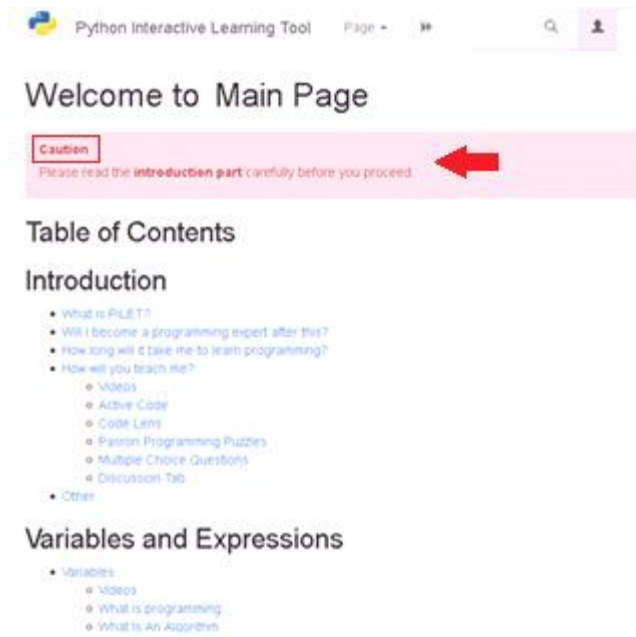 Python Interactive Learning Tool Page
Welcome to Main Page
Caution
Please read the introduction part carefully before you proceed.
Table of Contents
Introduction
What is PILET?
Will I become a programming expert after this?
How long will it take me to learn programming?
How will you teach me?
Videos
Active Code
Code Lens
Parson Programming Puzzles
Multiple Choice Questions
Discussion Tab
Other
Variables and Expressions
Variables
Videos
What is programming
What Is An Algorithm